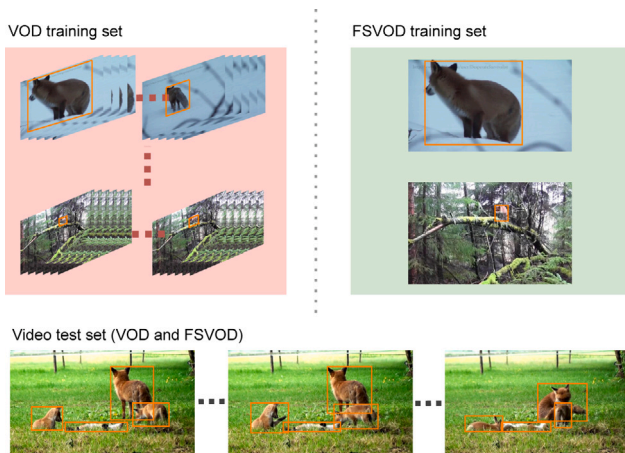 VOD training set
FSVOD training set
Video test set (VOD and FSVOD)